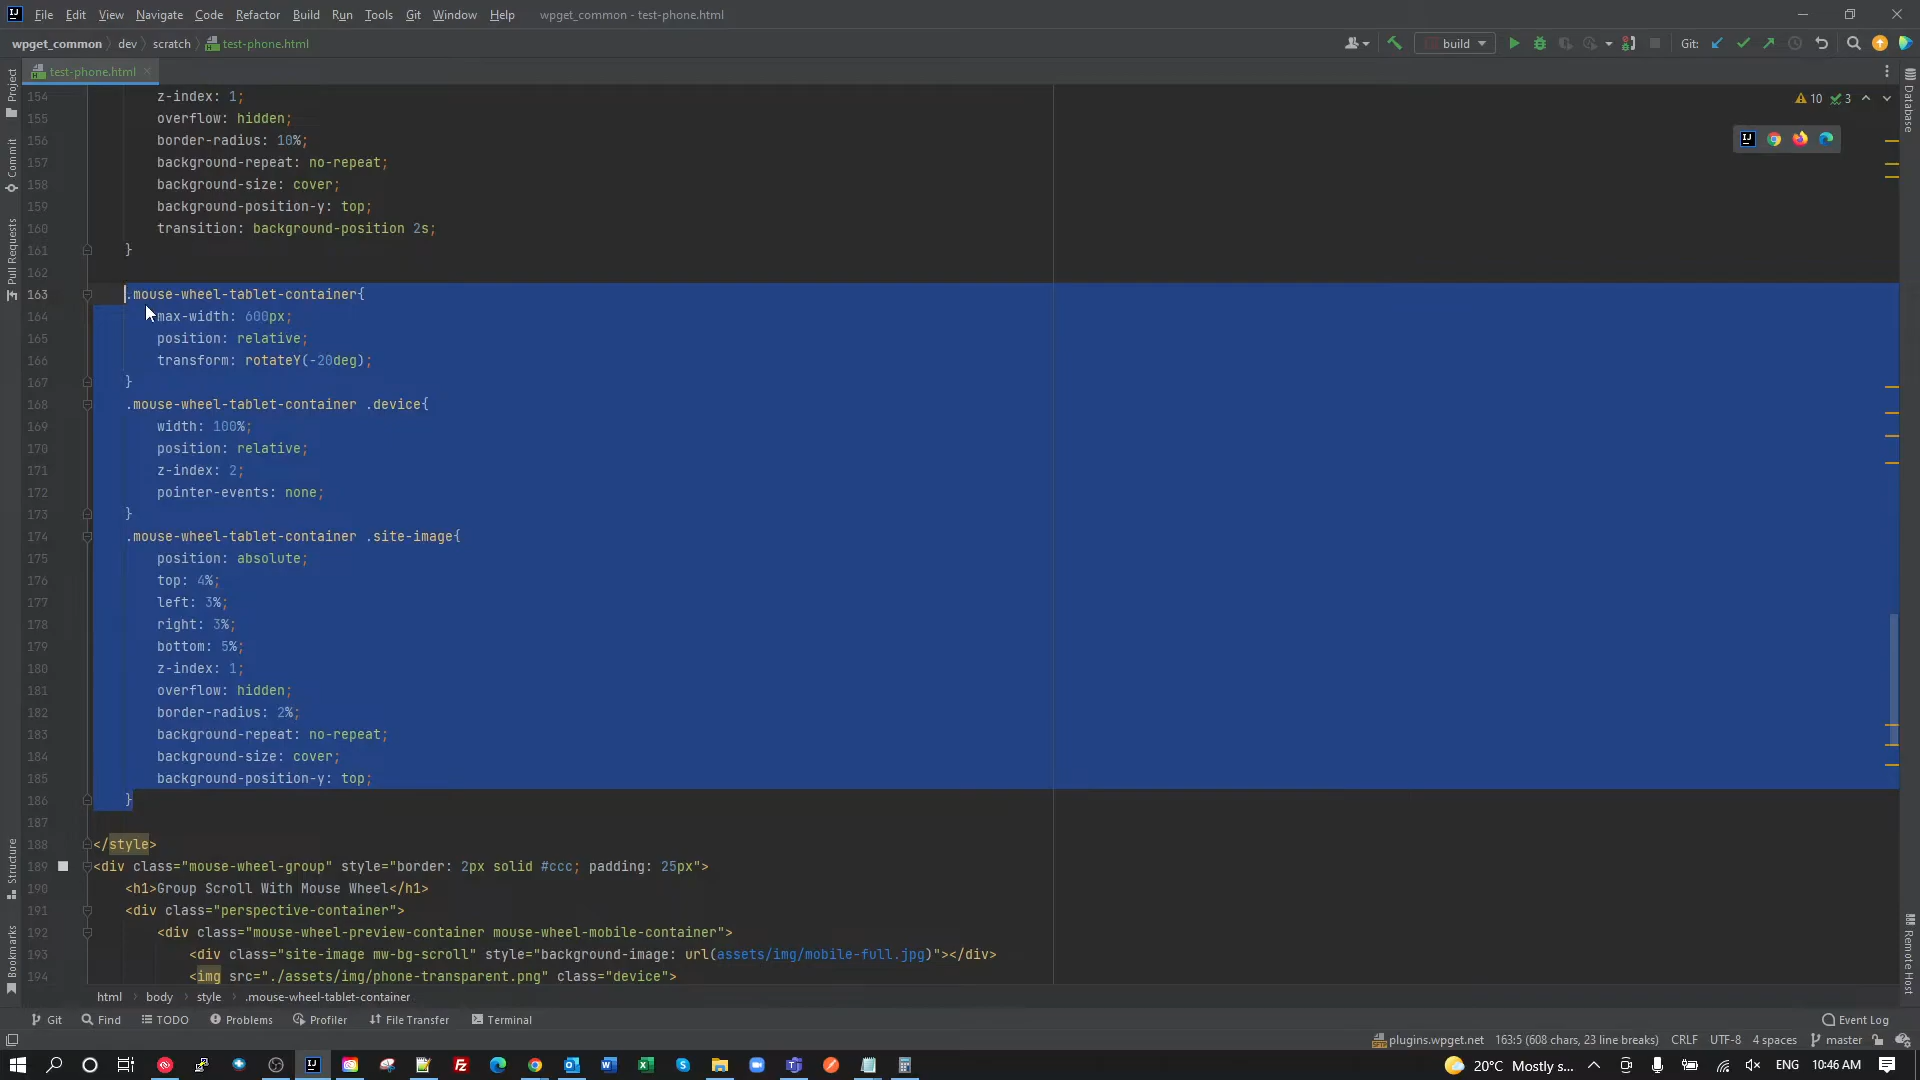 File Edit View Navigate Code Refactor Build Run Tools Git Window Help wpget_common - test-phone.html
wpget_common dev scratch test-phone.html build Git:
test-phone.html
10 3
154 z-index: 1;
155 overflow: hidden;
156 border-radius: 10%;
157 background-repeat: no-repeat;
158 background-size: cover;
159 background-position-y: top;
160 transition: background-position 2s;
161 }
162
163 .mouse-wheel-tablet-container{
164 max-width: 600px;
165 position: relative;
166 transform: rotateY(-20deg);
167 }
168 .mouse-wheel-tablet-container .device{
169 width: 100%;
170 position: relative;
171 z-index: 2;
172 pointer-events: none;
173 }
174 .mouse-wheel-tablet-container .site-image{
175 position: absolute;
176 top: 4%;
177 left: 3%;
178 right: 3%;
179 bottom: 5%;
180 z-index: 1;
181 overflow: hidden;
182 border-radius: 2%;
183 background-repeat: no-repeat;
184 background-size: cover;
185 background-position-y: top;
186 }
187
188 </style>
189 <div class="mouse-wheel-group" style="border: 2px solid #ccc; padding: 25px">
190 <h1>Group Scroll With Mouse Wheel</h1>
191 <div class="perspective-container">
192 <div class="mouse-wheel-preview-container mouse-wheel-mobile-container">
193 <div class="site-image mw-bg-scroll" style="background-image: url(assets/img/mobile-full.jpg)"></div>
194 <img src="./assets/img/phone-transparent.png" class="device">
Project
Commit
Pull Requests
Structure
Bookmarks
Database
Remote Host
html body style .mouse-wheel-tablet-container
Git Find TODO Problems Profiler File Transfer Terminal Event Log
plugins.wpget.net 163:5 (608 chars, 23 line breaks) CRLF UTF-8 4 spaces master
20°C Mostly s... ENG 10:46 AM